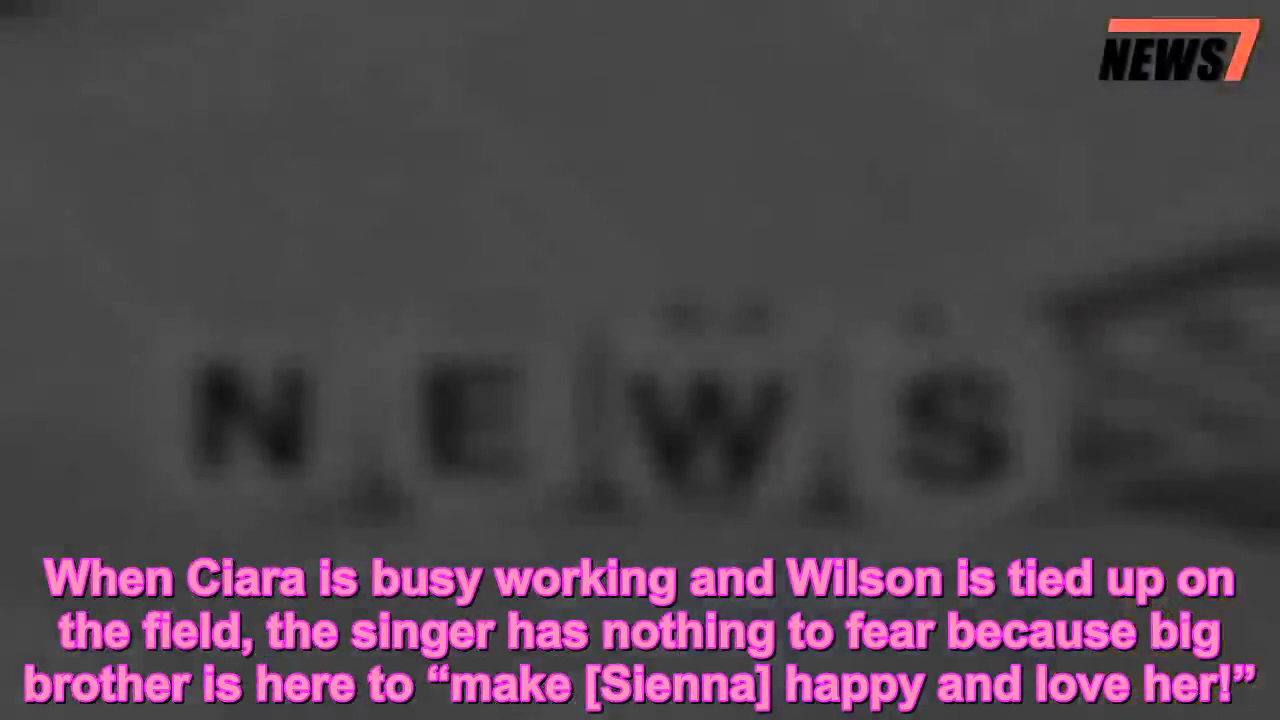 NEWS7
N E W S
When Ciara is busy working and Wilson is tied up on
the field, the singer has nothing to fear because big
brother is here to “make [Sienna] happy and love her!”